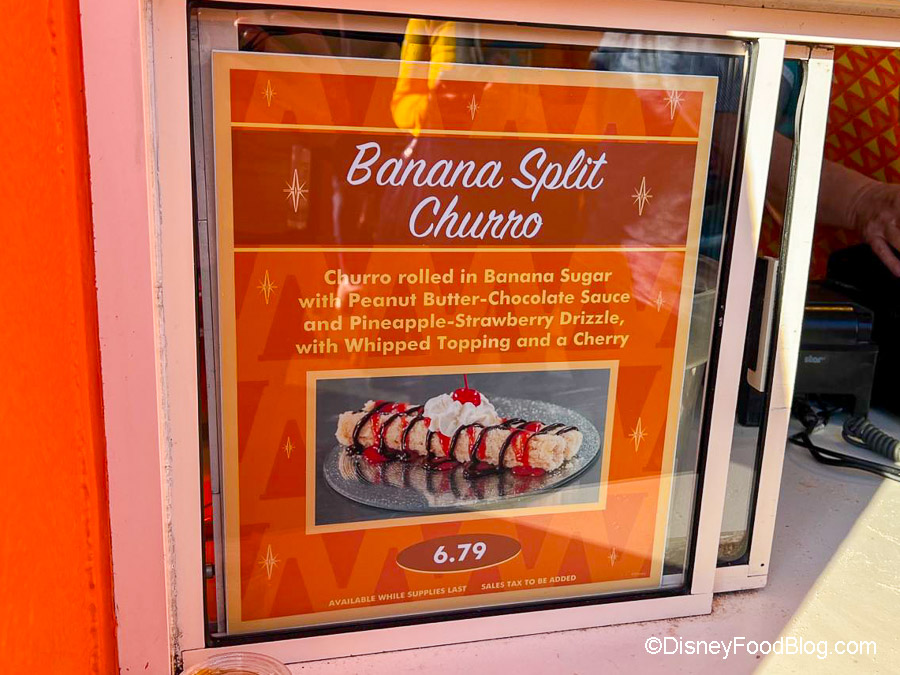 Banana Split
Churro
Churro rolled in Banana Sugar
with Peanut Butter-Chocolate Sauce
and Pineapple-Strawberry Drizzle,
with Whipped Topping and a Cherry
6.79
AVAILABLE WHILE SUPPLIES LAST SALES TAX TO BE ADDED
star
©DisneyFoodBlog.com